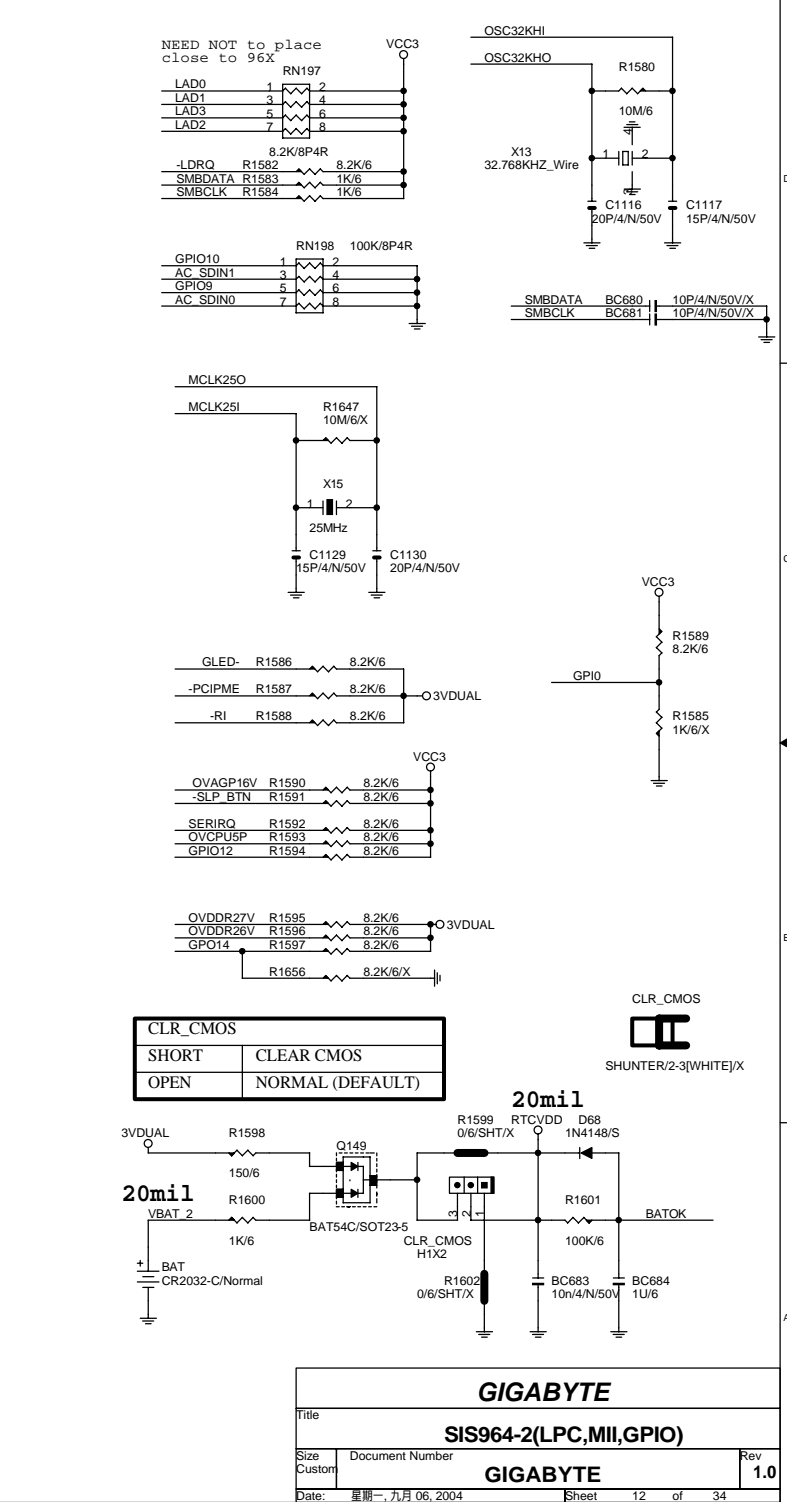 NEED NOT to place
close to 96X
VCC3
RN197
LAD0 1 2
LAD1 3 4
LAD3 5 6
LAD2 7 8
8.2K/8P4R
-LDRQ R1582 8.2K/6
SMBDATA R1583 1K/6
SMBCLK R1584 1K/6
OSC32KHI
OSC32KHO
R1580
10M/6
4
X13
32.768KHZ_Wire
1 2
3
C1116
20P/4/N/50V
C1117
15P/4/N/50V
RN198 100K/8P4R
GPIO10 1 2
AC_SDIN1 3 4
GPIO9 5 6
AC_SDIN0 7 8
SMBDATA BC680 10P/4/N/50V/X
SMBCLK BC681 10P/4/N/50V/X
MCLK25O
MCLK25I
R1647
10M/6/X
X15
1 2
25MHz
C1129
15P/4/N/50V
C1130
20P/4/N/50V
VCC3
R1589
8.2K/6
GPI0
R1585
1K/6/X
GLED- R1586 8.2K/6
-PCIPME R1587 8.2K/6 3VDUAL
-RI R1588 8.2K/6
VCC3
OVAGP16V R1590 8.2K/6
-SLP_BTN R1591 8.2K/6
SERIRQ R1592 8.2K/6
OVCPU5P R1593 8.2K/6
GPIO12 R1594 8.2K/6
OVDDR27V R1595 8.2K/6 3VDUAL
OVDDR26V R1596 8.2K/6
GPO14 R1597 8.2K/6
R1656 8.2K/6/X
CLR_CMOS
SHUNTER/2-3[WHITE]/X
CLR_CMOS
SHORT CLEAR CMOS
OPEN NORMAL (DEFAULT)
20mil
3VDUAL R1598
150/6
Q149
BAT54C/SOT23-5
R1599
0/6/SHT/X
RTCVDD
D68
1N4148/S
20mil
VBAT_2
R1600
1K/6
3 2 1
CLR_CMOS
H1X2
R1601
100K/6
BATOK
+ BAT
CR2032-C/Normal
R1602
0/6/SHT/X
BC683
10n/4/N/50V
BC684
1U/6
D
C
B
A
GIGABYTE
Title
SIS964-2(LPC,MII,GPIO)
Size Document Number Rev
Custom GIGABYTE 1.0
Date: 星期一, 九月 06, 2004 Sheet 12 of 34